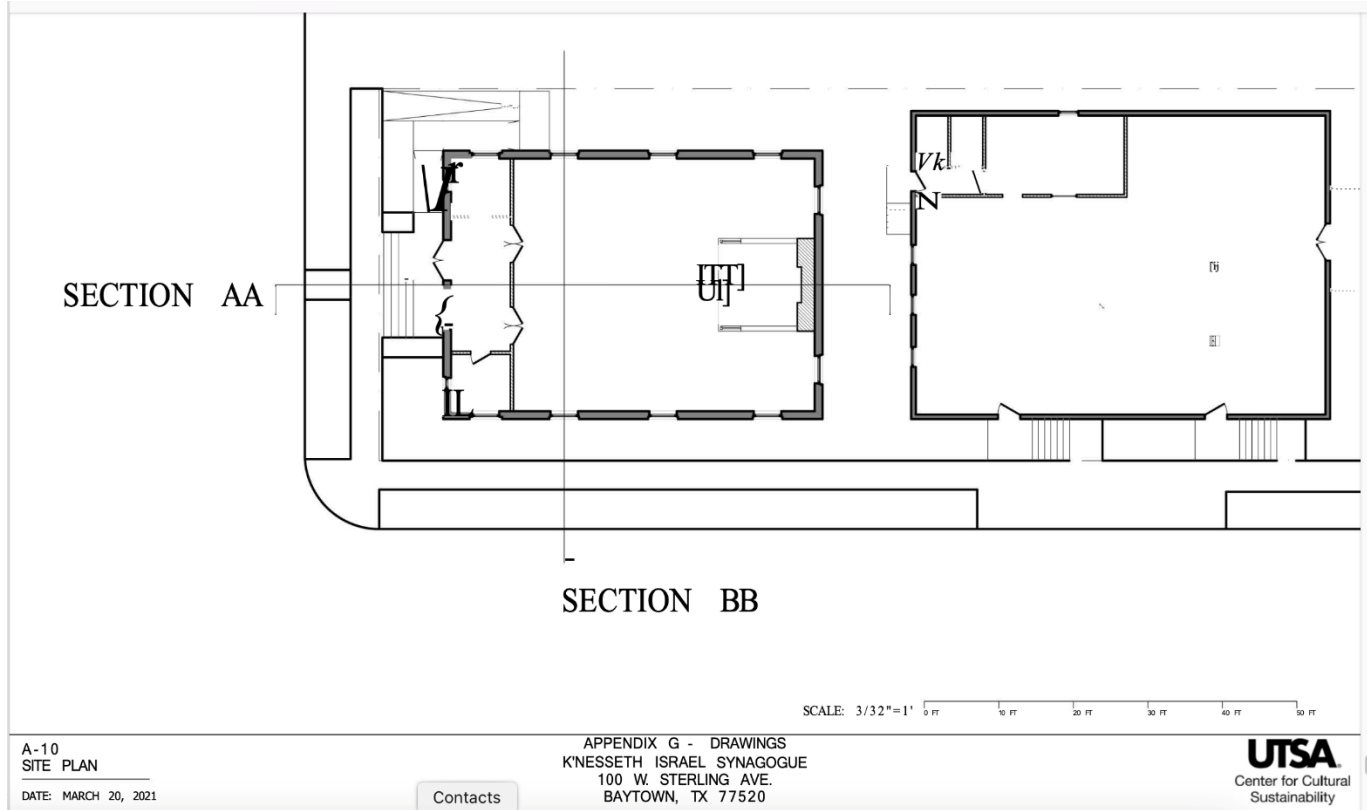 Vk
N
SECTION AA
SECTION BB
SCALE: 3/32"=1'
0 FT 10 FT 20 FT 30 FT 40 FT 50 FT
A-10
SITE PLAN
DATE: MARCH 20, 2021
Contacts
APPENDIX G - DRAWINGS
K'NESSETH ISRAEL SYNAGOGUE
100 W. STERLING AVE.
BAYTOWN, TX 77520
UTSA.
Center for Cultural
Sustainability